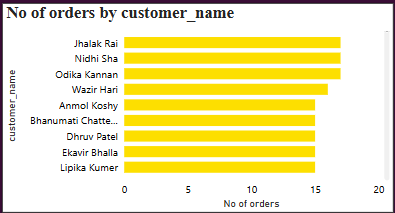 No of orders by customer_name
customer_name
Jhalak Rai
Nidhi Sha
Odika Kannan
Wazir Hari
Anmol Koshy
Bhanumati Chatte...
Dhruv Patel
Ekavir Bhalla
Lipika Kumer
0 5 10 15 20
No of orders